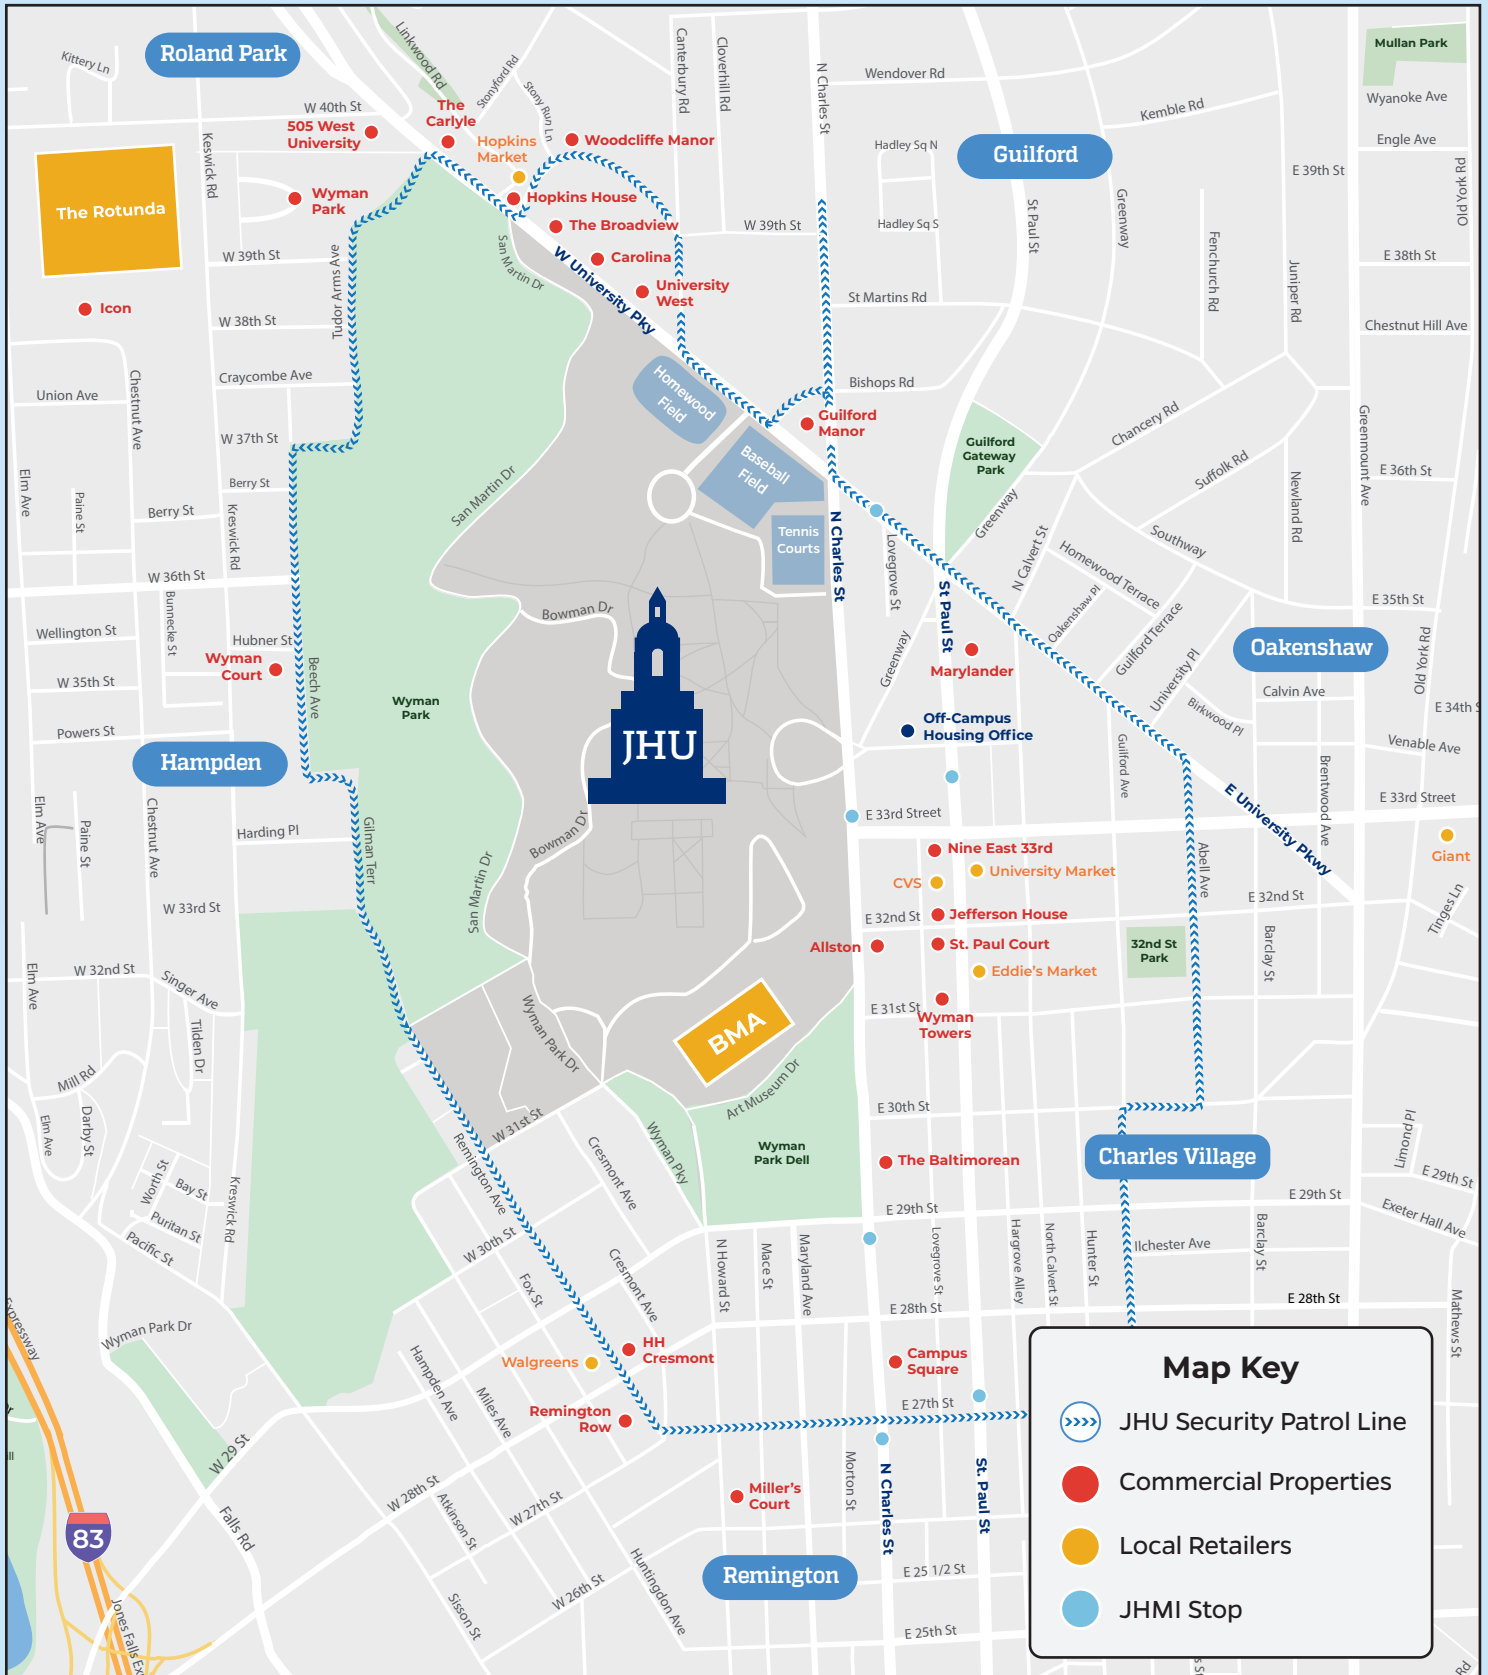 Roland Park
Kittery Ln
Linkwood Rd
Stonyford Rd
Stony Run Ln
Canterbury Rd
Cloverhill Rd
N Charles St
Wendover Rd
Mullan Park
Wyanoke Ave
Kemble Rd
Engle Ave
Old York Rd
W 40th St
505 West
University
The
Carlyle
Hopkins
Market
Woodcliffe Manor
Hadley Sq N
Guilford
E 39th St
Keswick Rd
The Rotunda
Wyman
Park
Hopkins House
The Broadview
W 39th St
Hadley Sq S
St Paul St
Greenway
Fenchurch Rd
Juniper Rd
E 38th St
W 39th St
Tudor Arms Ave
San Martin Dr
W University Pky
Carolina
University
West
St Martins Rd
Icon
W 38th St
Chestnut Hill Ave
Craycombe Ave
Union Ave
Chestnut Ave
Homewood
Field
Bishops Rd
Guilford
Manor
Chancery Rd
Greenmount Ave
W 37th St
Guilford
Gateway
Park
Baseball
Field
Suffolk Rd
E 36th St
Elm Ave
Paine St
Berry St
Berry St
Kreswick Rd
San Martin Dr
Newland Rd
Tennis
Courts
N Charles St
Lovegrove St
Greenway
N Calvert St
Southway
Homewood Terrace
W 36th St
Bunnecke St
Bowman Dr
St Paul St
Oakenshaw Pl
Guilford Terrace
E 35th St
Wellington St
Hubner St
Wyman
Court
Beech Ave
Greenway
Marylander
University Pl
Oakenshaw
Old York Rd
W 35th St
Wyman
Park
Calvin Ave
Birkwood Pl
E 34th S
Powers St
Off-Campus
Housing Office
JHU
Guilford Ave
Venable Ave
Hampden
E University Pkwy
Brentwood Ave
E 33rd Street
Elm Ave
Paine St
Chestnut Ave
Harding Pl
Gilman Terr
Bowman Dr
E 33rd Street
Nine East 33rd
University Market
CVS
Abell Ave
Giant
San Martin Dr
W 33rd St
E 32nd St
Jefferson House
E 32nd St
Tinges Ln
Allston
St. Paul Court
32nd St
Park
Barclay St
Elm Ave
W 32nd St
Singer Ave
Eddie's Market
Wyman Park Dr
BMA
E 31st St
Wyman
Towers
Tilden Dr
Mill Rd
Darby St
Elm Ave
Art Museum Dr
E 30th St
W 31st St
Remington Ave
Cresmont Ave
Wyman Pky
Wyman
Park Dell
The Baltimorean
Charles Village
Limond Pl
E 29th St
Worth St
Bay St
Puritan St
Pacific St
Kreswick Rd
E 29th St
E 29th St
Exeter Hall Ave
W 30th St
Fox St
Cresmont Ave
N Howard St
Mace St
Maryland Ave
Lovegrove St
Hargrove Alley
North Calvert St
Hunter St
Ilchester Ave
Barclay St
E 28th St
E 28th St
Mathews St
Expressway
Wyman Park Dr
Hampden Ave
Miles Ave
Walgreens
HH
Cresmont
Campus
Square
Remington
Row
E 27th St
W 29 St
W 28th St
Falls Rd
Atkinson St
W 27th St
Miller's
Court
Morton St
N Charles St
St. Paul St
83
Jones Falls Ex
Sisson St
W 26th St
Huntingdon Ave
Remington
E 25 1/2 St
E 25th St
Map Key
JHU Security Patrol Line
Commercial Properties
Local Retailers
JHMI Stop
Rd